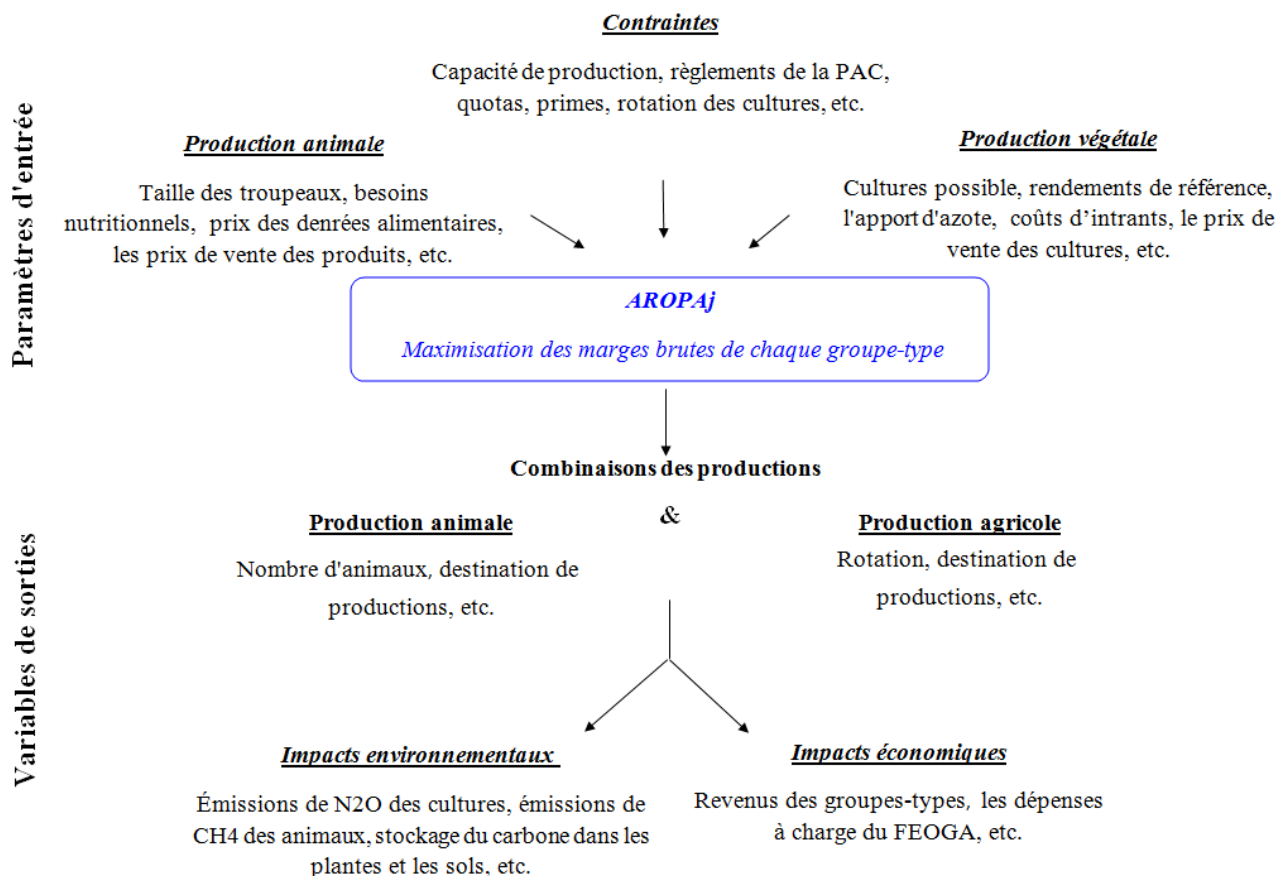 Contraintes
Capacité de production, règlements de la PAC,
quotas, primes, rotation des cultures, etc.
Paramètres d'entrée
Production animale
Taille des troupeaux, besoins
nutritionnels, prix des denrées alimentaires,
les prix de vente des produits, etc.
Production végétale
Cultures possible, rendements de référence,
l'apport d'azote, coûts d'intrants, le prix de
vente des cultures, etc.
AROPAj
Maximisation des marges brutes de chaque groupe-type
Combinaisons des productions
&
Variables de sorties
Production animale
Nombre d'animaux, destination de
productions, etc.
Production agricole
Rotation, destination de
productions, etc.
Impacts environnementaux
Émissions de N2O des cultures, émissions de
CH4 des animaux, stockage du carbone dans les
plantes et les sols, etc.
Impacts économiques
Revenus des groupes-types, les dépenses
à charge du FEOGA, etc.